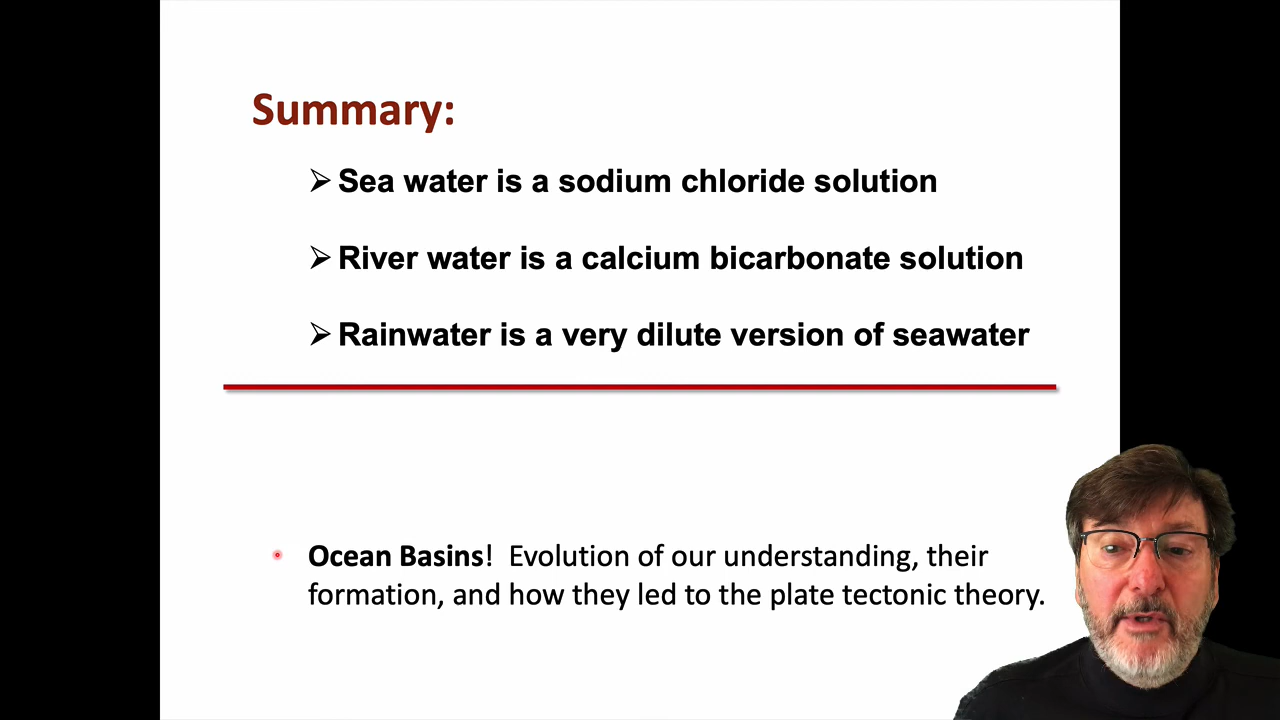 Summary:
➢ Sea water is a sodium chloride solution
➢ River water is a calcium bicarbonate solution
➢ Rainwater is a very dilute version of seawater
• Ocean Basins! Evolution of our understanding, their
formation, and how they led to the plate tectonic theory.